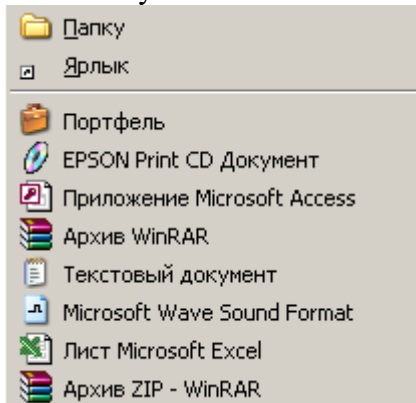 Папку
Ярлык
Портфель
EPSON Print CD Документ
Приложение Microsoft Access
Архив WinRAR
Текстовый документ
Microsoft Wave Sound Format
Лист Microsoft Excel
Архив ZIP - WinRAR